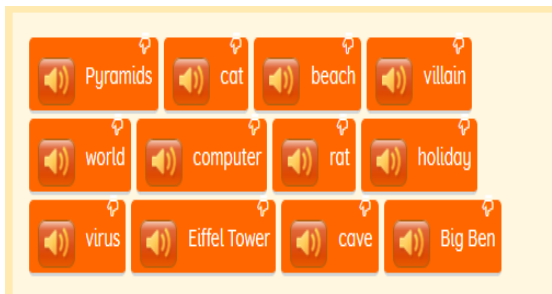 Pyramids cat beach villain
world computer rat holiday
virus Eiffel Tower cave Big Ben